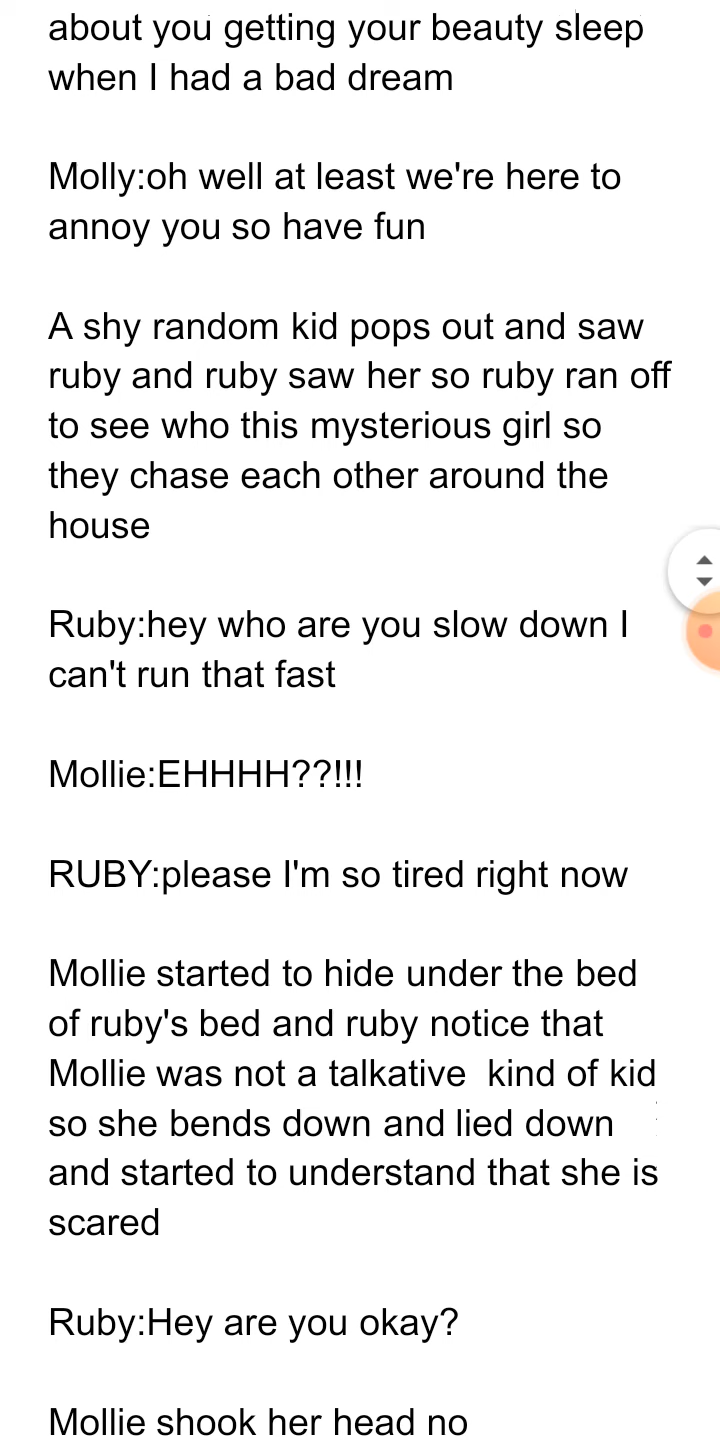 about you getting your beauty sleep
when I had a bad dream
Molly:oh well at least we're here to
annoy you so have fun
A shy random kid pops out and saw
ruby and ruby saw her so ruby ran off
to see who this mysterious girl so
they chase each other around the
house
Ruby:hey who are you slow down I
can't run that fast
Mollie:EHHHH??!!!
RUBY:please I'm so tired right now
Mollie started to hide under the bed
of ruby's bed and ruby notice that
Mollie was not a talkative  kind of kid
so she bends down and lied down
and started to understand that she is
scared
Ruby:Hey are you okay?
Mollie shook her head no